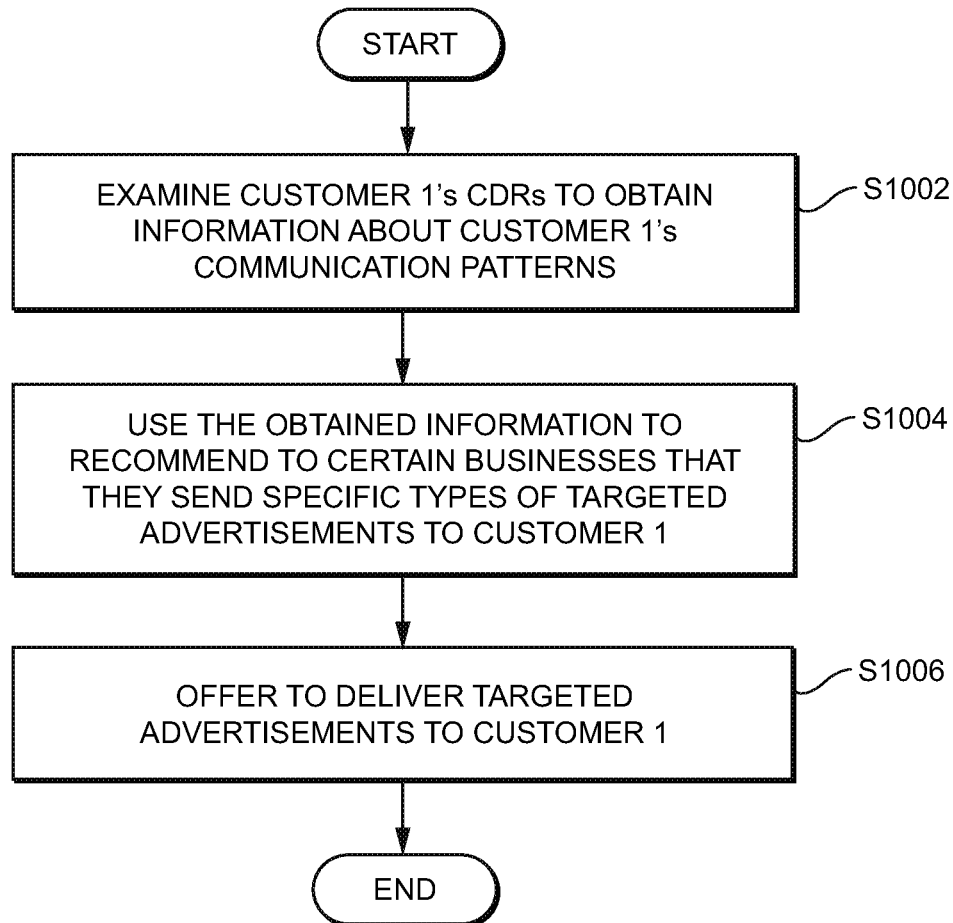 START
EXAMINE CUSTOMER 1's CDRs TO OBTAIN
INFORMATION ABOUT CUSTOMER 1's
COMMUNICATION PATTERNS
S1002
USE THE OBTAINED INFORMATION TO
RECOMMEND TO CERTAIN BUSINESSES THAT
THEY SEND SPECIFIC TYPES OF TARGETED
ADVERTISEMENTS TO CUSTOMER 1
S1004
OFFER TO DELIVER TARGETED
ADVERTISEMENTS TO CUSTOMER 1
S1006
END